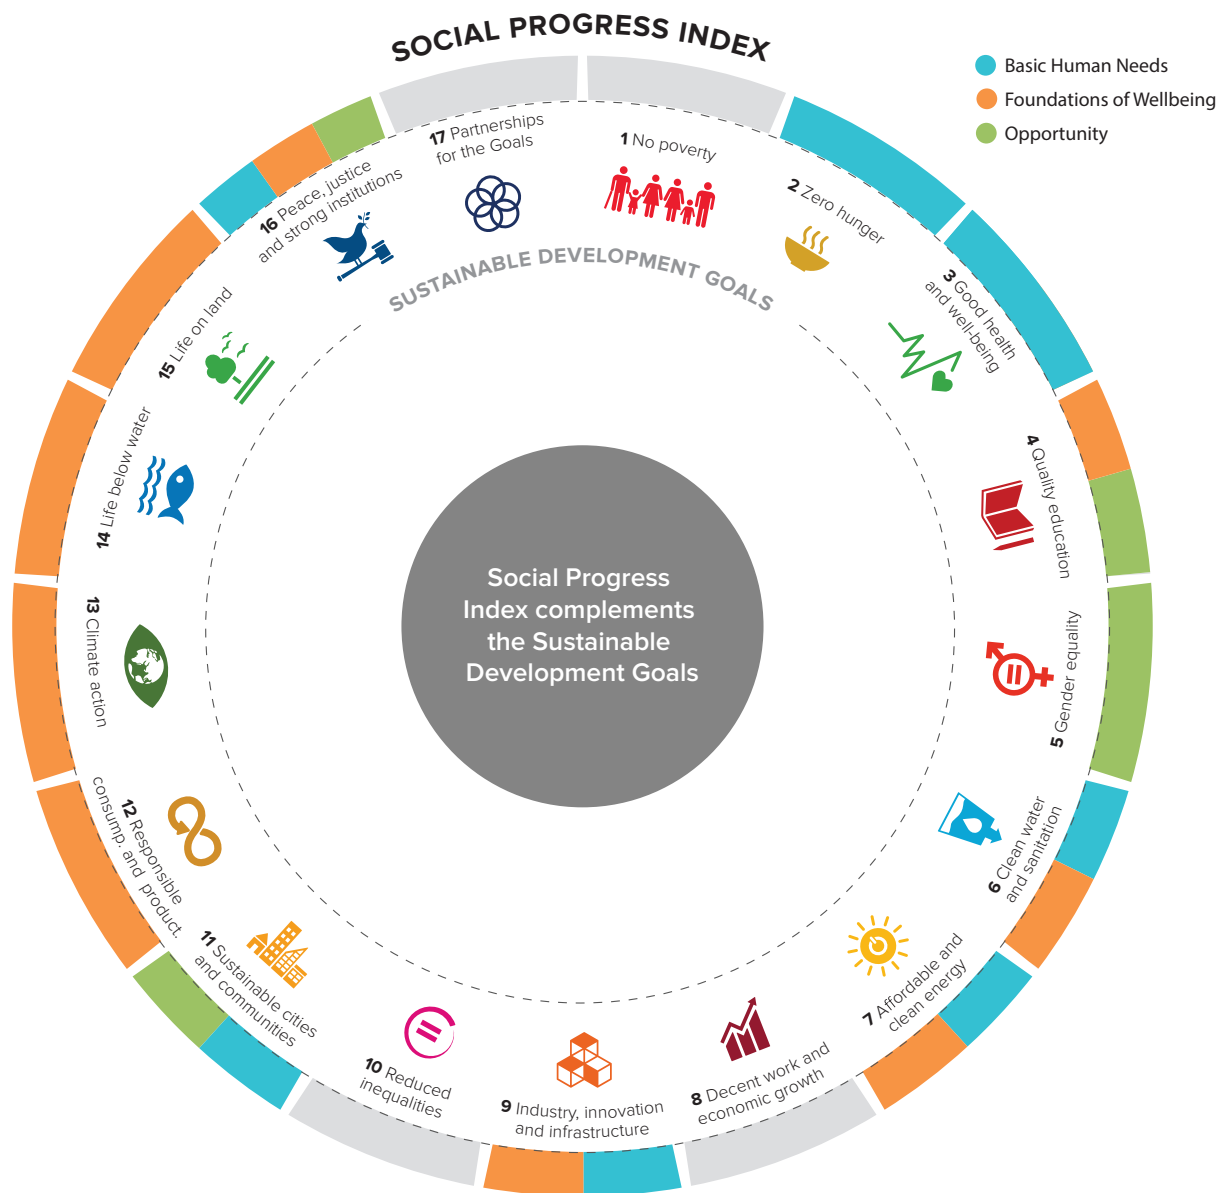 SOCIAL PROGRESS INDEX
Basic Human Needs
Foundations of Wellbeing
Opportunity
1 No poverty
2 Zero hunger
3 Good health
and well-being
4 Quality education
5 Gender equality
6 Clean water
and sanitation
7 Affordable and
clean energy
8 Decent work and
economic growth
9 Industry, innovation
and infrastructure
10 Reduced
inequalities
11 Sustainable cities
and communities
12 Responsible
consump. and product.
13 Climate action
14 Life below water
15 Life on land
16 Peace, justice
and strong institutions
17 Partnerships
for the Goals
SUSTAINABLE DEVELOPMENT GOALS
Social Progress
Index complements
the Sustainable
Development Goals